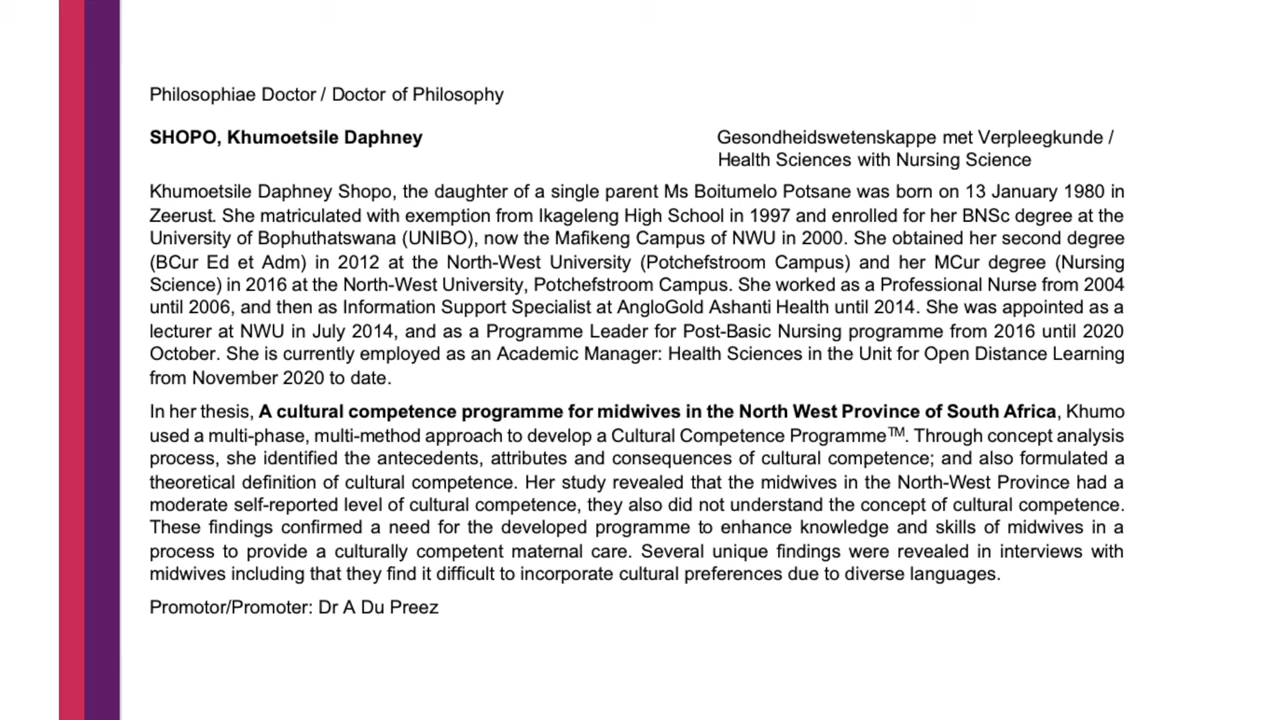 Philosophiae Doctor / Doctor of Philosophy
SHOPO, Khumoetsile Daphney
Gesondheidswetenskappe met Verpleegkunde /
Health Sciences with Nursing Science
Khumoetsile Daphney Shopo, the daughter of a single parent Ms Boitumelo Potsane was born on 13 January 1980 in
Zeerust. She matriculated with exemption from Ikageleng High School in 1997 and enrolled for her BNSc degree at the
University of Bophuthatswana (UNIBO), now the Mafikeng Campus of NWU in 2000. She obtained her second degree
(BCur Ed et Adm) in 2012 at the North-West University (Potchefstroom Campus) and her MCur degree (Nursing
Science) in 2016 at the North-West University, Potchefstroom Campus. She worked as a Professional Nurse from 2004
until 2006, and then as Information Support Specialist at AngloGold Ashanti Health until 2014. She was appointed as a
lecturer at NWU in July 2014, and as a Programme Leader for Post-Basic Nursing programme from 2016 until 2020
October. She is currently employed as an Academic Manager: Health Sciences in the Unit for Open Distance Learning
from November 2020 to date.
In her thesis, A cultural competence programme for midwives in the North West Province of South Africa, Khumo
used a multi-phase, multi-method approach to develop a Cultural Competence Programme™. Through concept analysis
process, she identified the antecedents, attributes and consequences of cultural competence; and also formulated a
theoretical definition of cultural competence. Her study revealed that the midwives in the North-West Province had a
moderate self-reported level of cultural competence, they also did not understand the concept of cultural competence.
These findings confirmed a need for the developed programme to enhance knowledge and skills of midwives in a
process to provide a culturally competent maternal care. Several unique findings were revealed in interviews with
midwives including that they find it difficult to incorporate cultural preferences due to diverse languages.
Promotor/Promoter: Dr A Du Preez